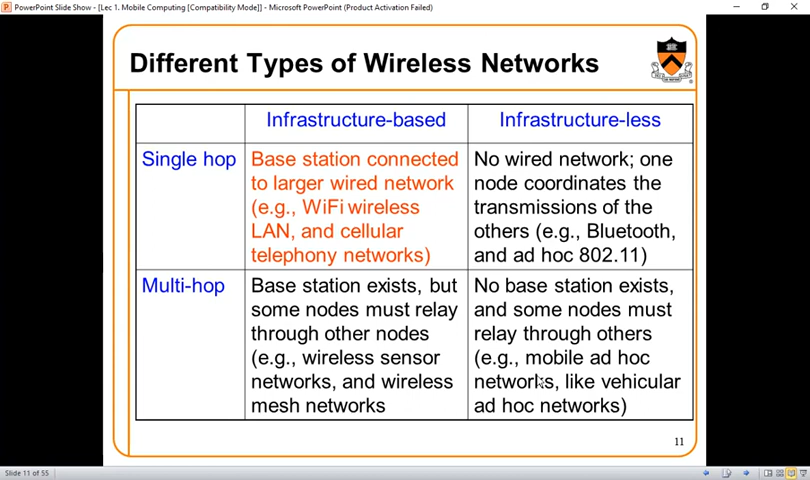 PowerPoint Slide Show - [Lec 1. Mobile Computing [Compatibility Mode]] - Microsoft PowerPoint (Product Activation Failed)
Different Types of Wireless Networks
Infrastructure-based
Infrastructure-less
Single hop
Base station connected
to larger wired network
(e.g., WiFi wireless
LAN, and cellular
telephony networks)
No wired network; one
node coordinates the
transmissions of the
others (e.g., Bluetooth,
and ad hoc 802.11)
Multi-hop
Base station exists, but
some nodes must relay
through other nodes
(e.g., wireless sensor
networks, and wireless
mesh networks
No base station exists,
and some nodes must
relay through others
(e.g., mobile ad hoc
networks, like vehicular
ad hoc networks)
11
Slide 11 of 55